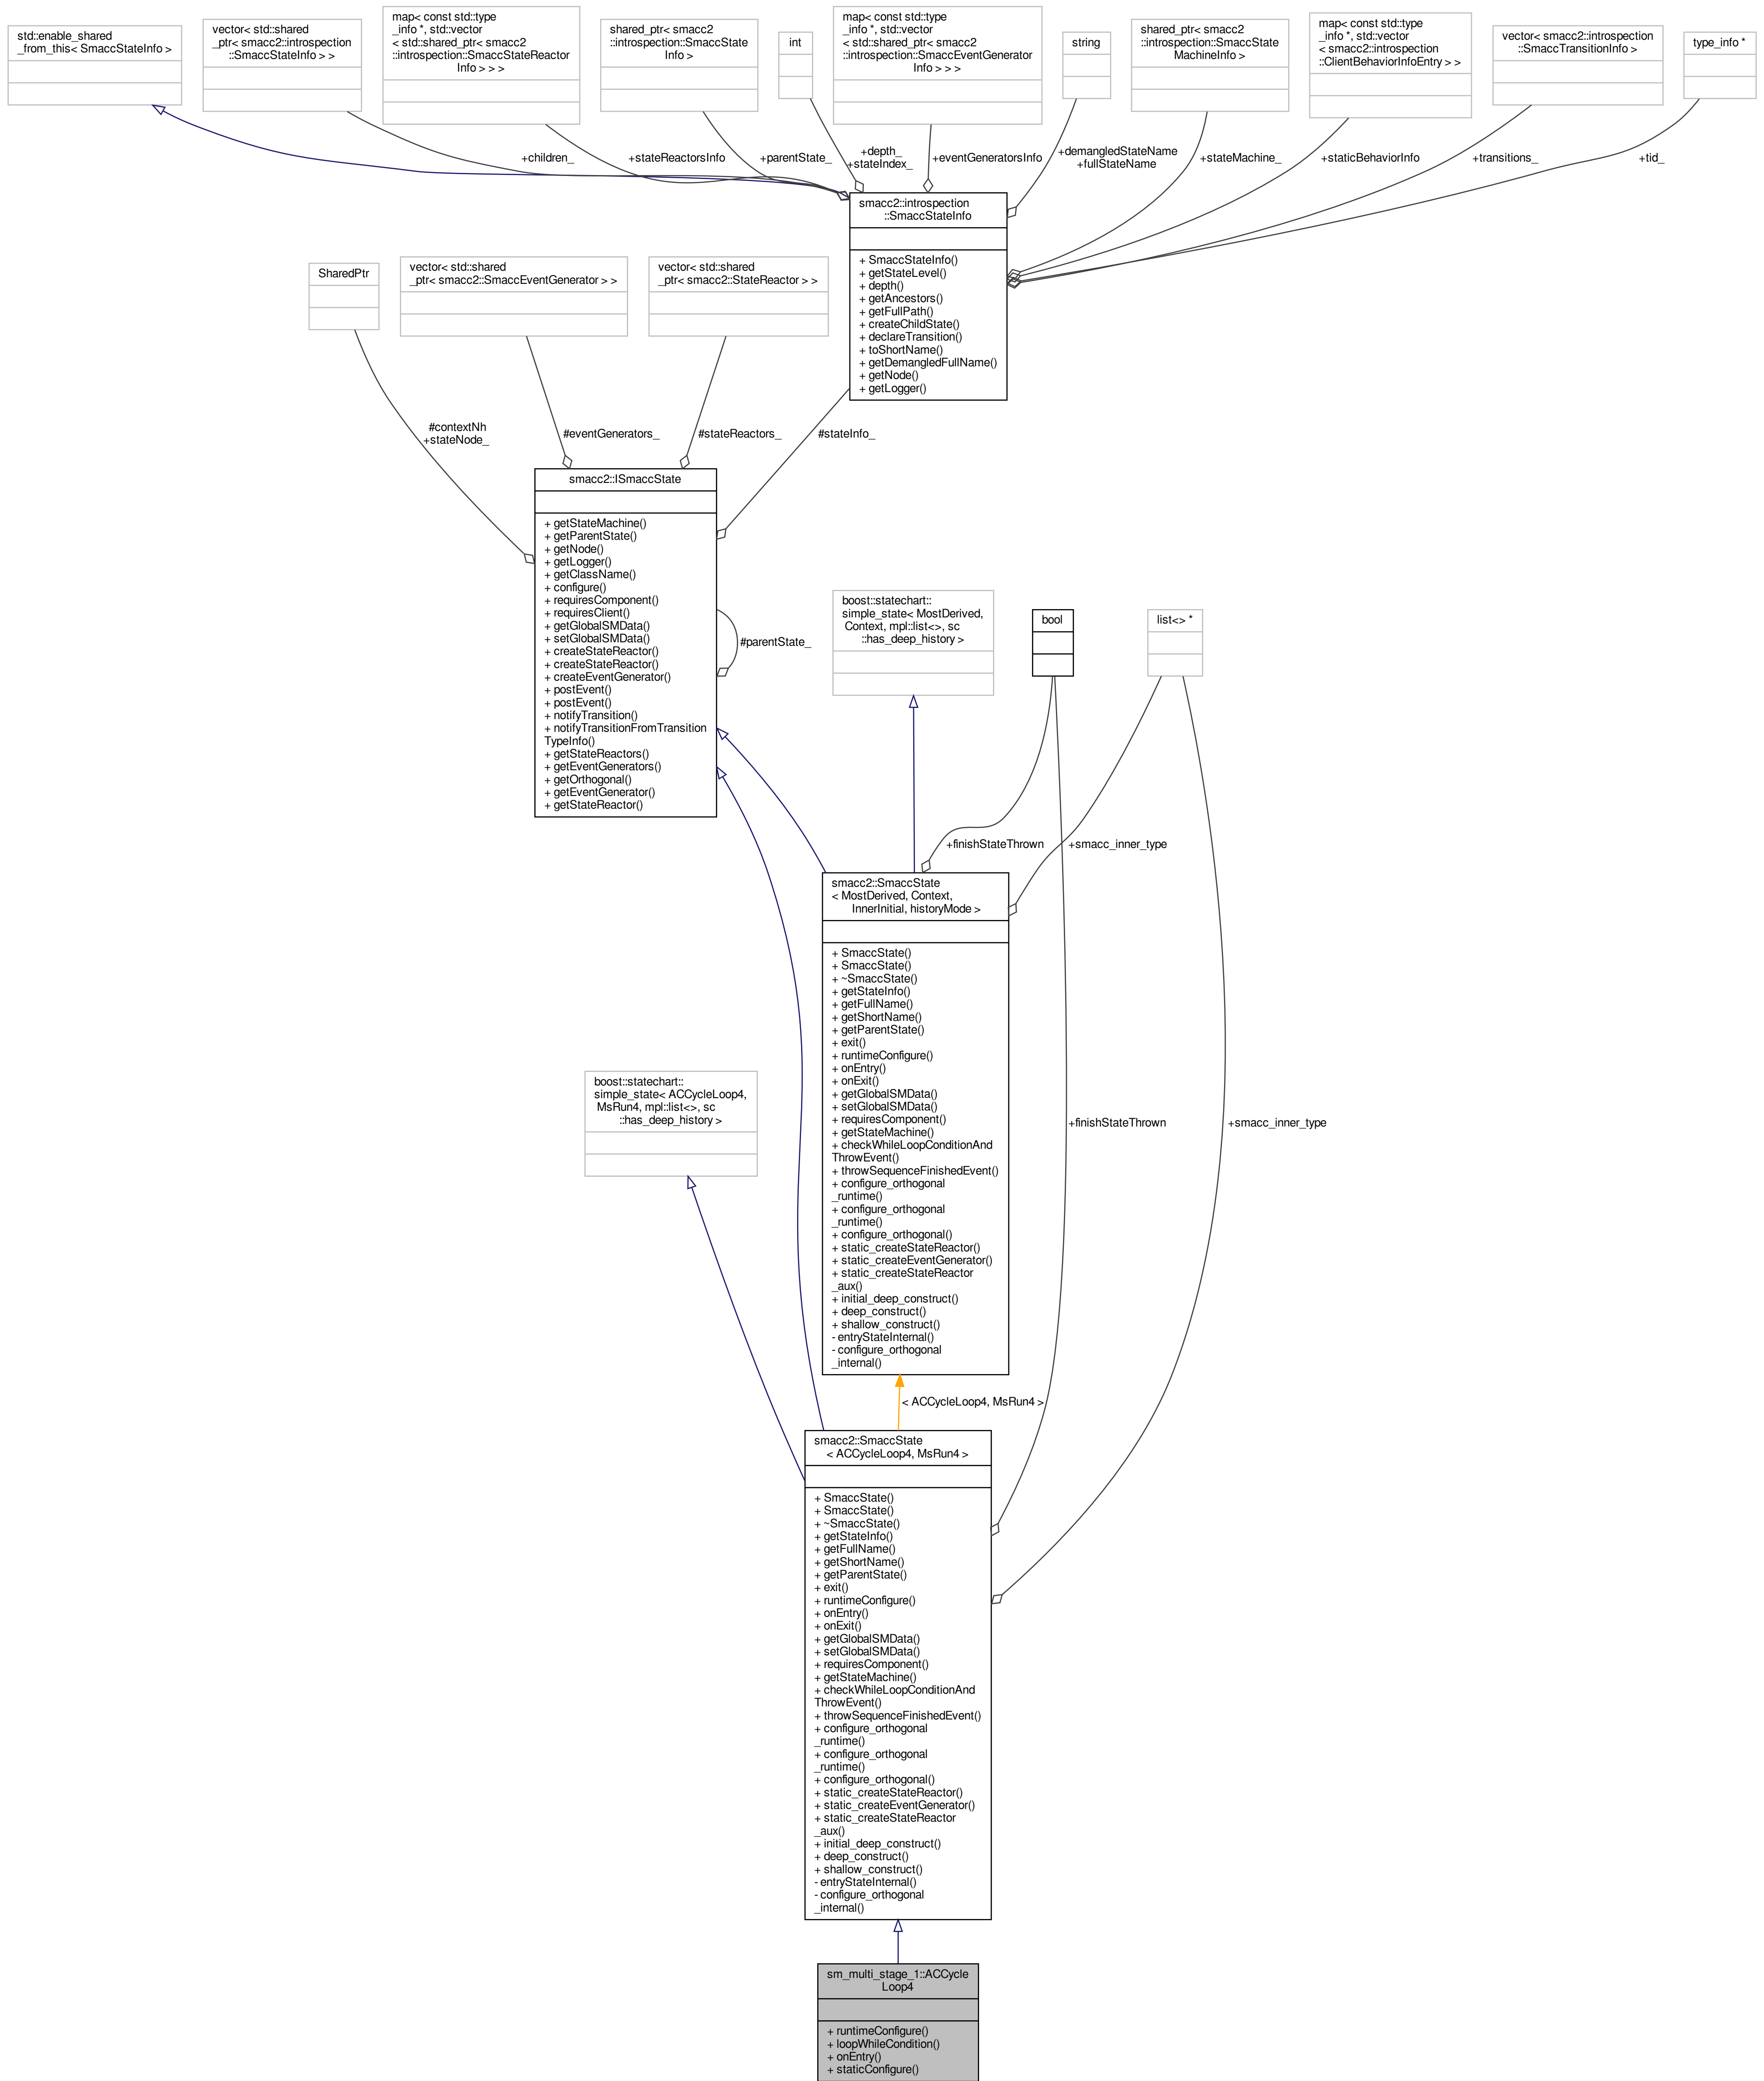 std::enable_shared
_from_this< SmaccStateInfo >
vector< std::shared
_ptr< smacc2::introspection
::SmaccStateInfo > >
map< const std::type
_info *, std::vector
< std::shared_ptr< smacc2
::introspection::SmaccStateReactor
Info > > >
shared_ptr< smacc2
::introspection::SmaccState
Info >
int
map< const std::type
_info *, std::vector
< std::shared_ptr< smacc2
::introspection::SmaccEventGenerator
Info > > >
string
shared_ptr< smacc2
::introspection::SmaccState
MachineInfo >
map< const std::type
_info *, std::vector
< smacc2::introspection
::ClientBehaviorInfoEntry > >
vector< smacc2::introspection
::SmaccTransitionInfo >
type_info *
+children_
+stateReactorsInfo
+parentState_
+depth_
+stateIndex_
+eventGeneratorsInfo
+demangledStateName
+fullStateName
+stateMachine_
+staticBehaviorInfo
+transitions_
+tid_
smacc2::introspection
::SmaccStateInfo
+ SmaccStateInfo()
+ getStateLevel()
+ depth()
+ getAncestors()
+ getFullPath()
+ createChildState()
+ declareTransition()
+ toShortName()
+ getDemangledFullName()
+ getNode()
+ getLogger()
SharedPtr
vector< std::shared
_ptr< smacc2::SmaccEventGenerator > >
vector< std::shared
_ptr< smacc2::StateReactor > >
#contextNh
+stateNode_
#eventGenerators_
#stateReactors_
#stateInfo_
smacc2::ISmaccState
+ getStateMachine()
+ getParentState()
+ getNode()
+ getLogger()
+ getClassName()
+ configure()
+ requiresComponent()
+ requiresClient()
+ getGlobalSMData()
+ setGlobalSMData()
+ createStateReactor()
+ createStateReactor()
+ createEventGenerator()
+ postEvent()
+ postEvent()
+ notifyTransition()
+ notifyTransitionFromTransition
TypeInfo()
+ getStateReactors()
+ getEventGenerators()
+ getOrthogonal()
+ getEventGenerator()
+ getStateReactor()
#parentState_
boost::statechart::
simple_state< MostDerived,
Context, mpl::list<>, sc
::has_deep_history >
bool
list<> *
+finishStateThrown
+smacc_inner_type
smacc2::SmaccState
< MostDerived, Context,
InnerInitial, historyMode >
+ SmaccState()
+ SmaccState()
+ ~SmaccState()
+ getStateInfo()
+ getFullName()
+ getShortName()
+ getParentState()
+ exit()
+ runtimeConfigure()
+ onEntry()
+ onExit()
+ getGlobalSMData()
+ setGlobalSMData()
+ requiresComponent()
+ getStateMachine()
+ checkWhileLoopConditionAnd
ThrowEvent()
+ throwSequenceFinishedEvent()
+ configure_orthogonal
_runtime()
+ configure_orthogonal
_runtime()
+ configure_orthogonal()
+ static_createStateReactor()
+ static_createEventGenerator()
+ static_createStateReactor
_aux()
+ initial_deep_construct()
+ deep_construct()
+ shallow_construct()
- entryStateInternal()
- configure_orthogonal
_internal()
boost::statechart::
simple_state< ACCycleLoop4,
MsRun4, mpl::list<>, sc
::has_deep_history >
+finishStateThrown
+smacc_inner_type
< ACCycleLoop4, MsRun4 >
smacc2::SmaccState
< ACCycleLoop4, MsRun4 >
+ SmaccState()
+ SmaccState()
+ ~SmaccState()
+ getStateInfo()
+ getFullName()
+ getShortName()
+ getParentState()
+ exit()
+ runtimeConfigure()
+ onEntry()
+ onExit()
+ getGlobalSMData()
+ setGlobalSMData()
+ requiresComponent()
+ getStateMachine()
+ checkWhileLoopConditionAnd
ThrowEvent()
+ throwSequenceFinishedEvent()
+ configure_orthogonal
_runtime()
+ configure_orthogonal
_runtime()
+ configure_orthogonal()
+ static_createStateReactor()
+ static_createEventGenerator()
+ static_createStateReactor
_aux()
+ initial_deep_construct()
+ deep_construct()
+ shallow_construct()
- entryStateInternal()
- configure_orthogonal
_internal()
sm_multi_stage_1::ACCycle
Loop4
+ runtimeConfigure()
+ loopWhileCondition()
+ onEntry()
+ staticConfigure()